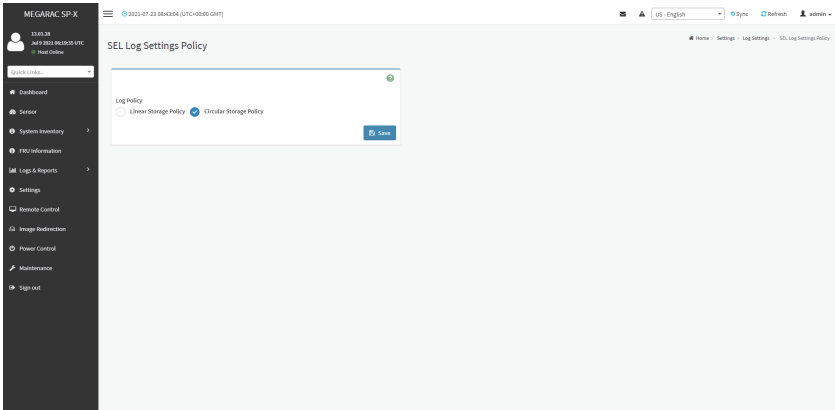 MEGARAC SP-X
13.01.28
Jul 9 2021 06:19:35 UTC
Host Online
Quick Links...
Dashboard
Sensor
System Inventory
FRU Information
Logs & Reports
Settings
Remote Control
Image Redirection
Power Control
Maintenance
Sign out
2021-07-23 08:43:04 (UTC+00:00 GMT)
US - English
Sync
Refresh
admin
SEL Log Settings Policy
Home > Settings > Log Settings > SEL Log Settings Policy
Log Policy
Linear Storage Policy Circular Storage Policy
Save